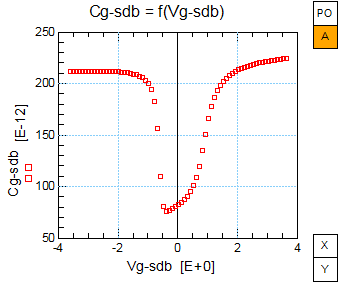 Cg-sdb = f(Vg-sdb)
PO
A
250
200
150
100
50
Cg-sdb [E-12]
-4
-2
0
2
4
Vg-sdb [E+0]
X
Y